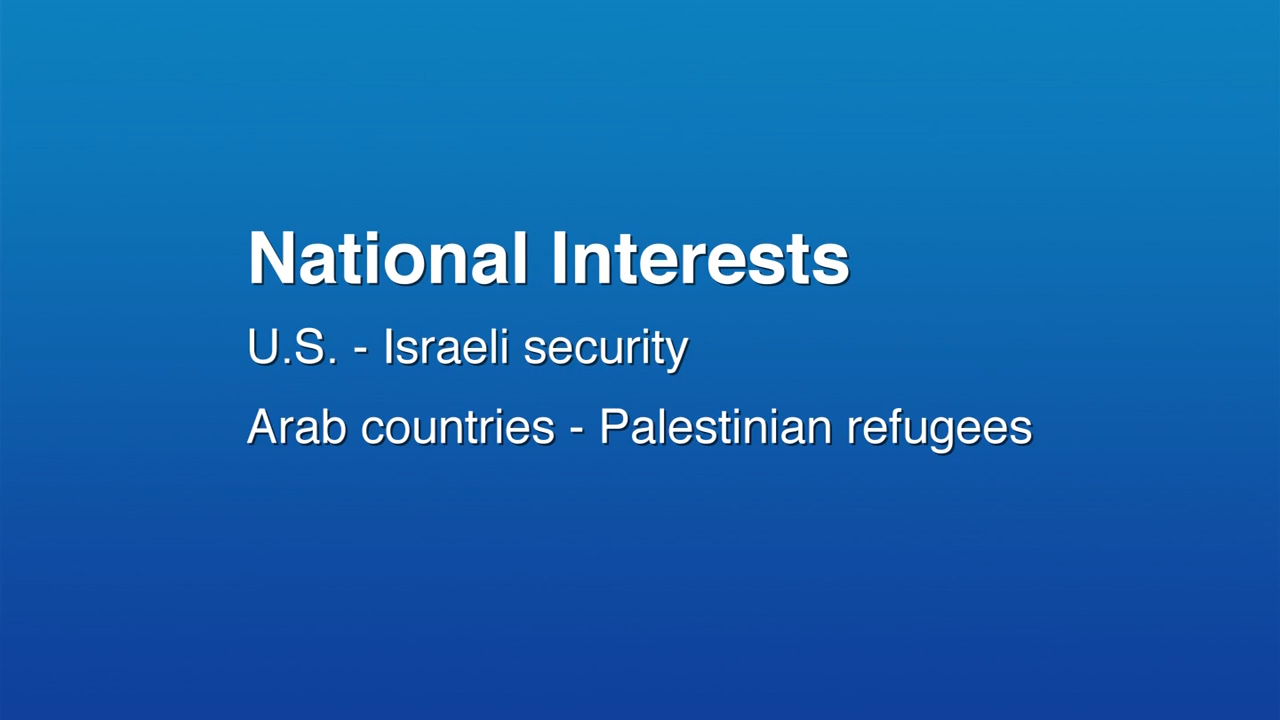 National Interests
U.S. - Israeli security
Arab countries - Palestinian refugees